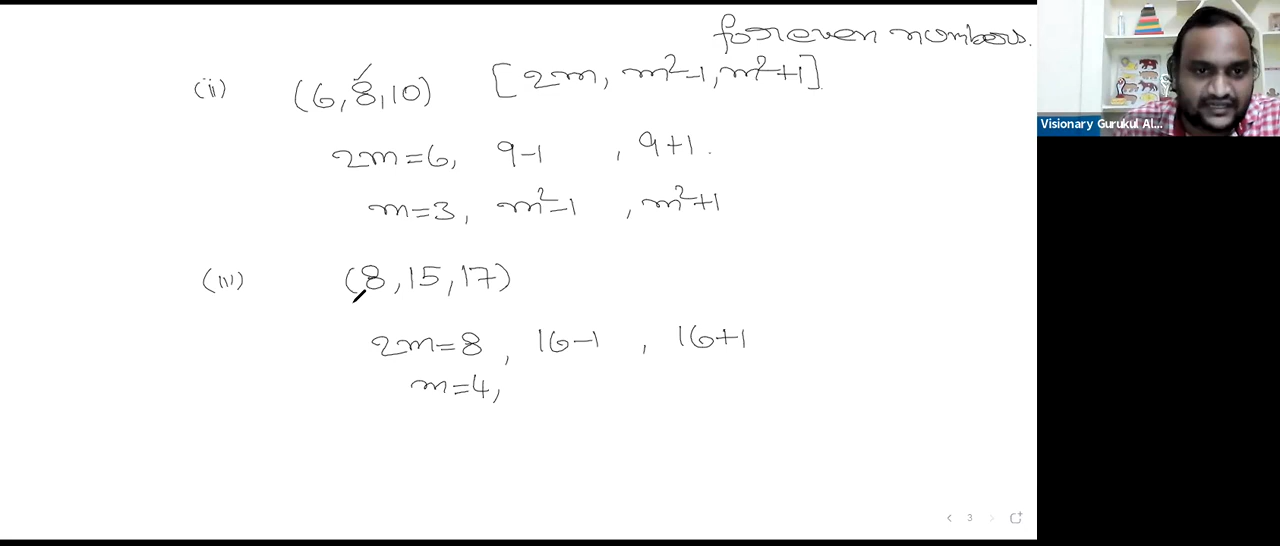 for even numbers.
(ii) (6,8,10) [2m, m²-1, m²+1]
2m=6, 9-1 , 9+1.
m=3, m²-1 , m²+1
(iii) (8,15,17)
2m=8, 16-1 , 16+1
m=4,
Visionary Gurukul Al...
3